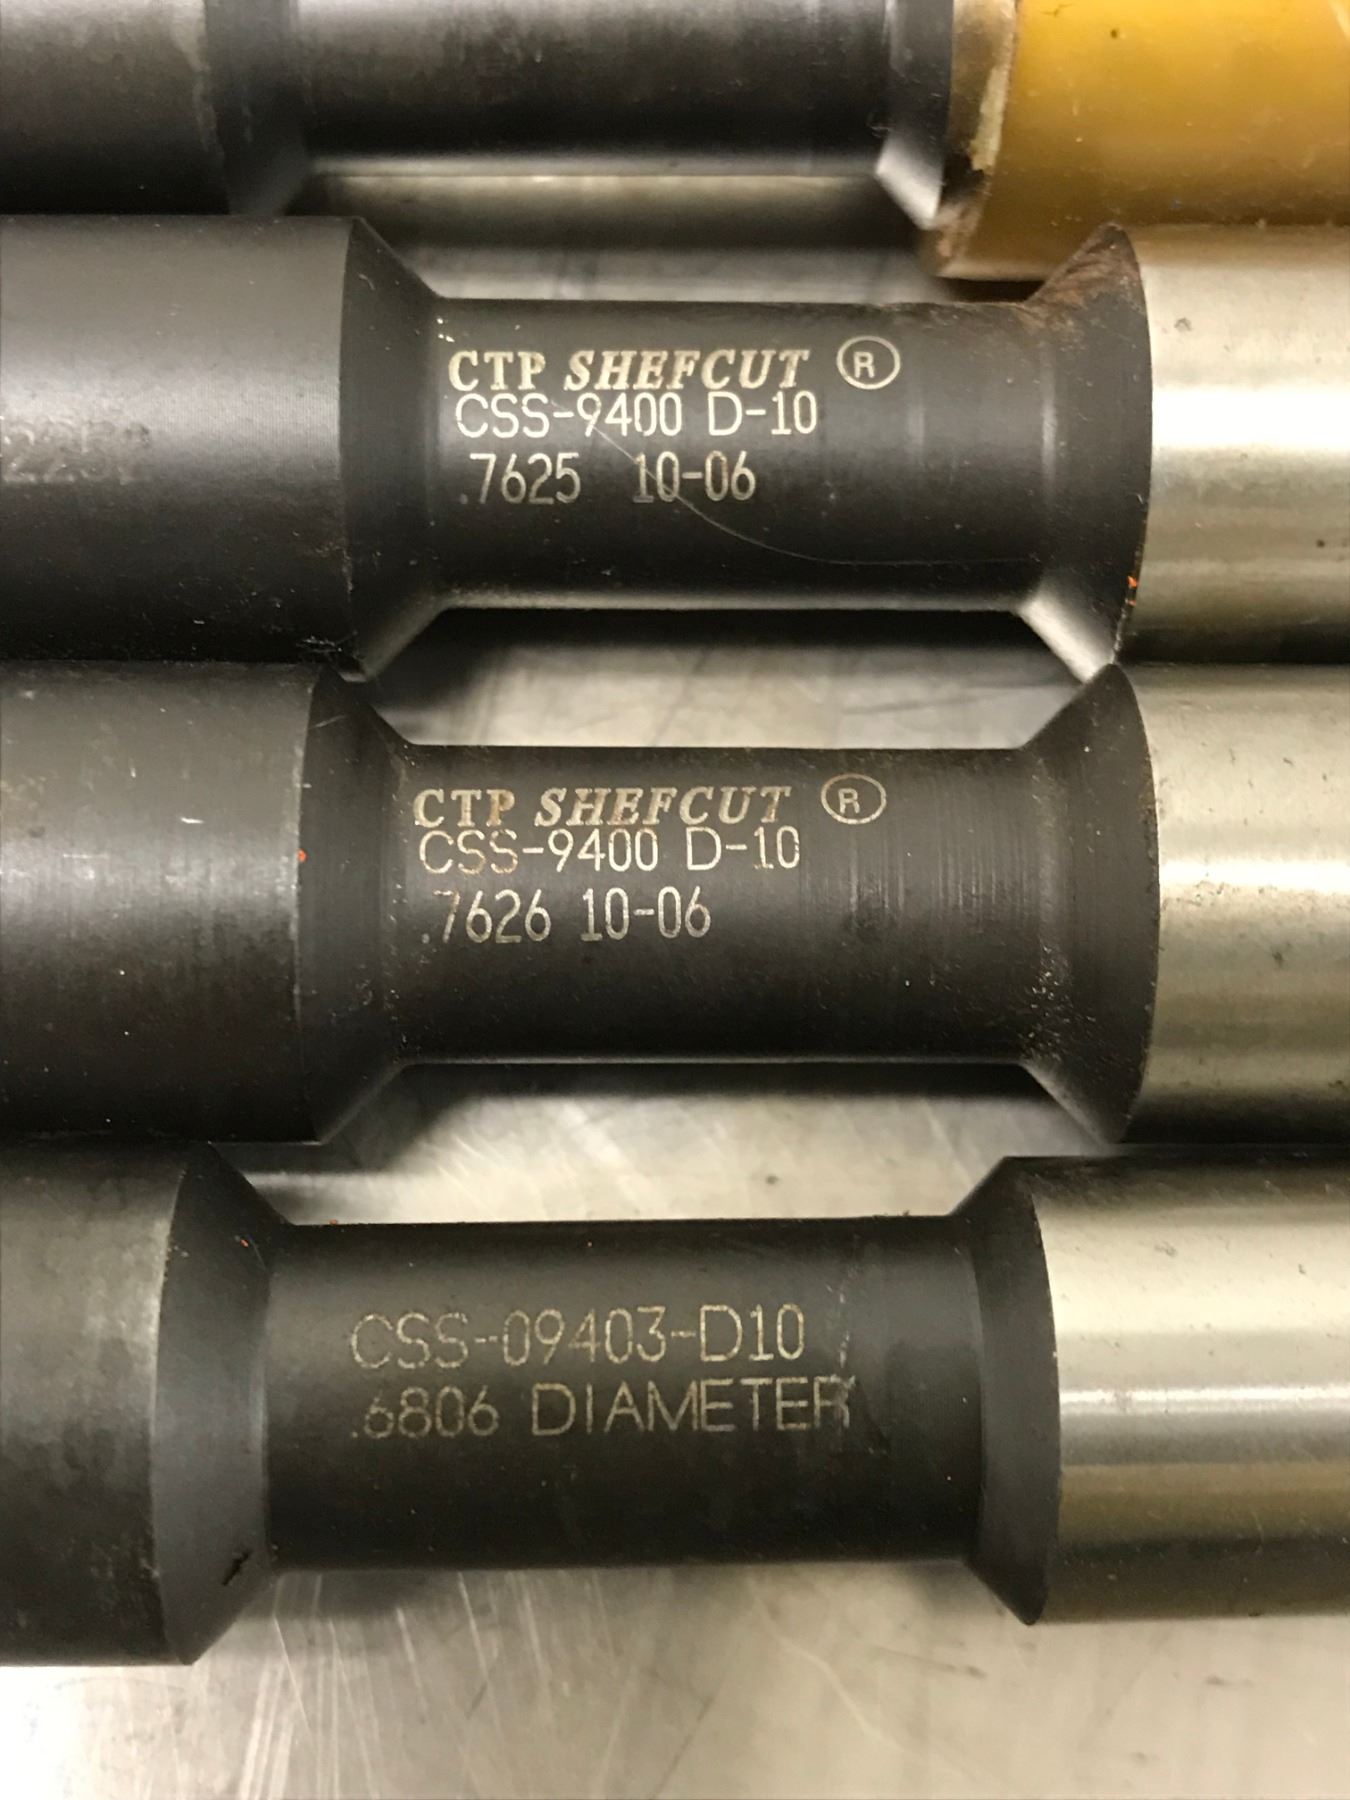 CTP SHEFCUT ®
CSS-9400 D-10
.7625 10-06
CTP SHEFCUT ®
CSS-9400 D-10
.7626 10-06
CSS-09403-D10
.6806 DIAMETER